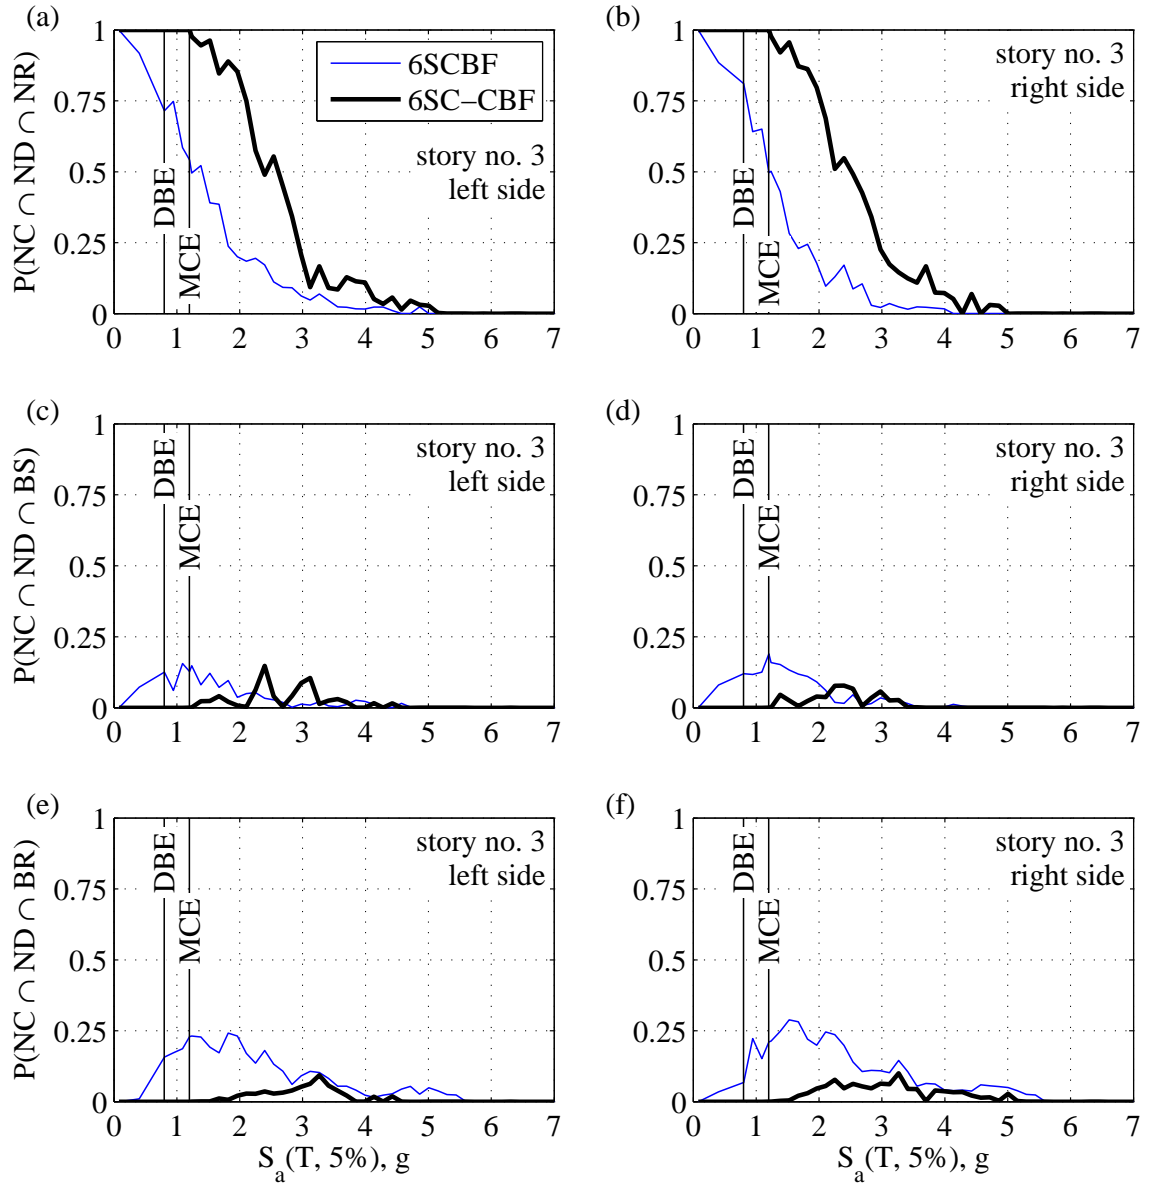 (a)
P(NC ∩ ND ∩ NR)
1
0.75
0.5
0.25
0
6SCBF
6SC−CBF
story no. 3
left side
DBE
MCE
0 1 2 3 4 5 6 7
(b)
1
0.75
0.5
0.25
0
story no. 3
right side
DBE
MCE
0 1 2 3 4 5 6 7
(c)
P(NC ∩ ND ∩ BS)
1
0.75
0.5
0.25
0
story no. 3
left side
DBE
MCE
0 1 2 3 4 5 6 7
(d)
1
0.75
0.5
0.25
0
story no. 3
right side
DBE
MCE
0 1 2 3 4 5 6 7
(e)
P(NC ∩ ND ∩ BR)
1
0.75
0.5
0.25
0
story no. 3
left side
DBE
MCE
0 1 2 3 4 5 6 7
Sa(T, 5%), g
(f)
1
0.75
0.5
0.25
0
story no. 3
right side
DBE
MCE
0 1 2 3 4 5 6 7
Sa(T, 5%), g